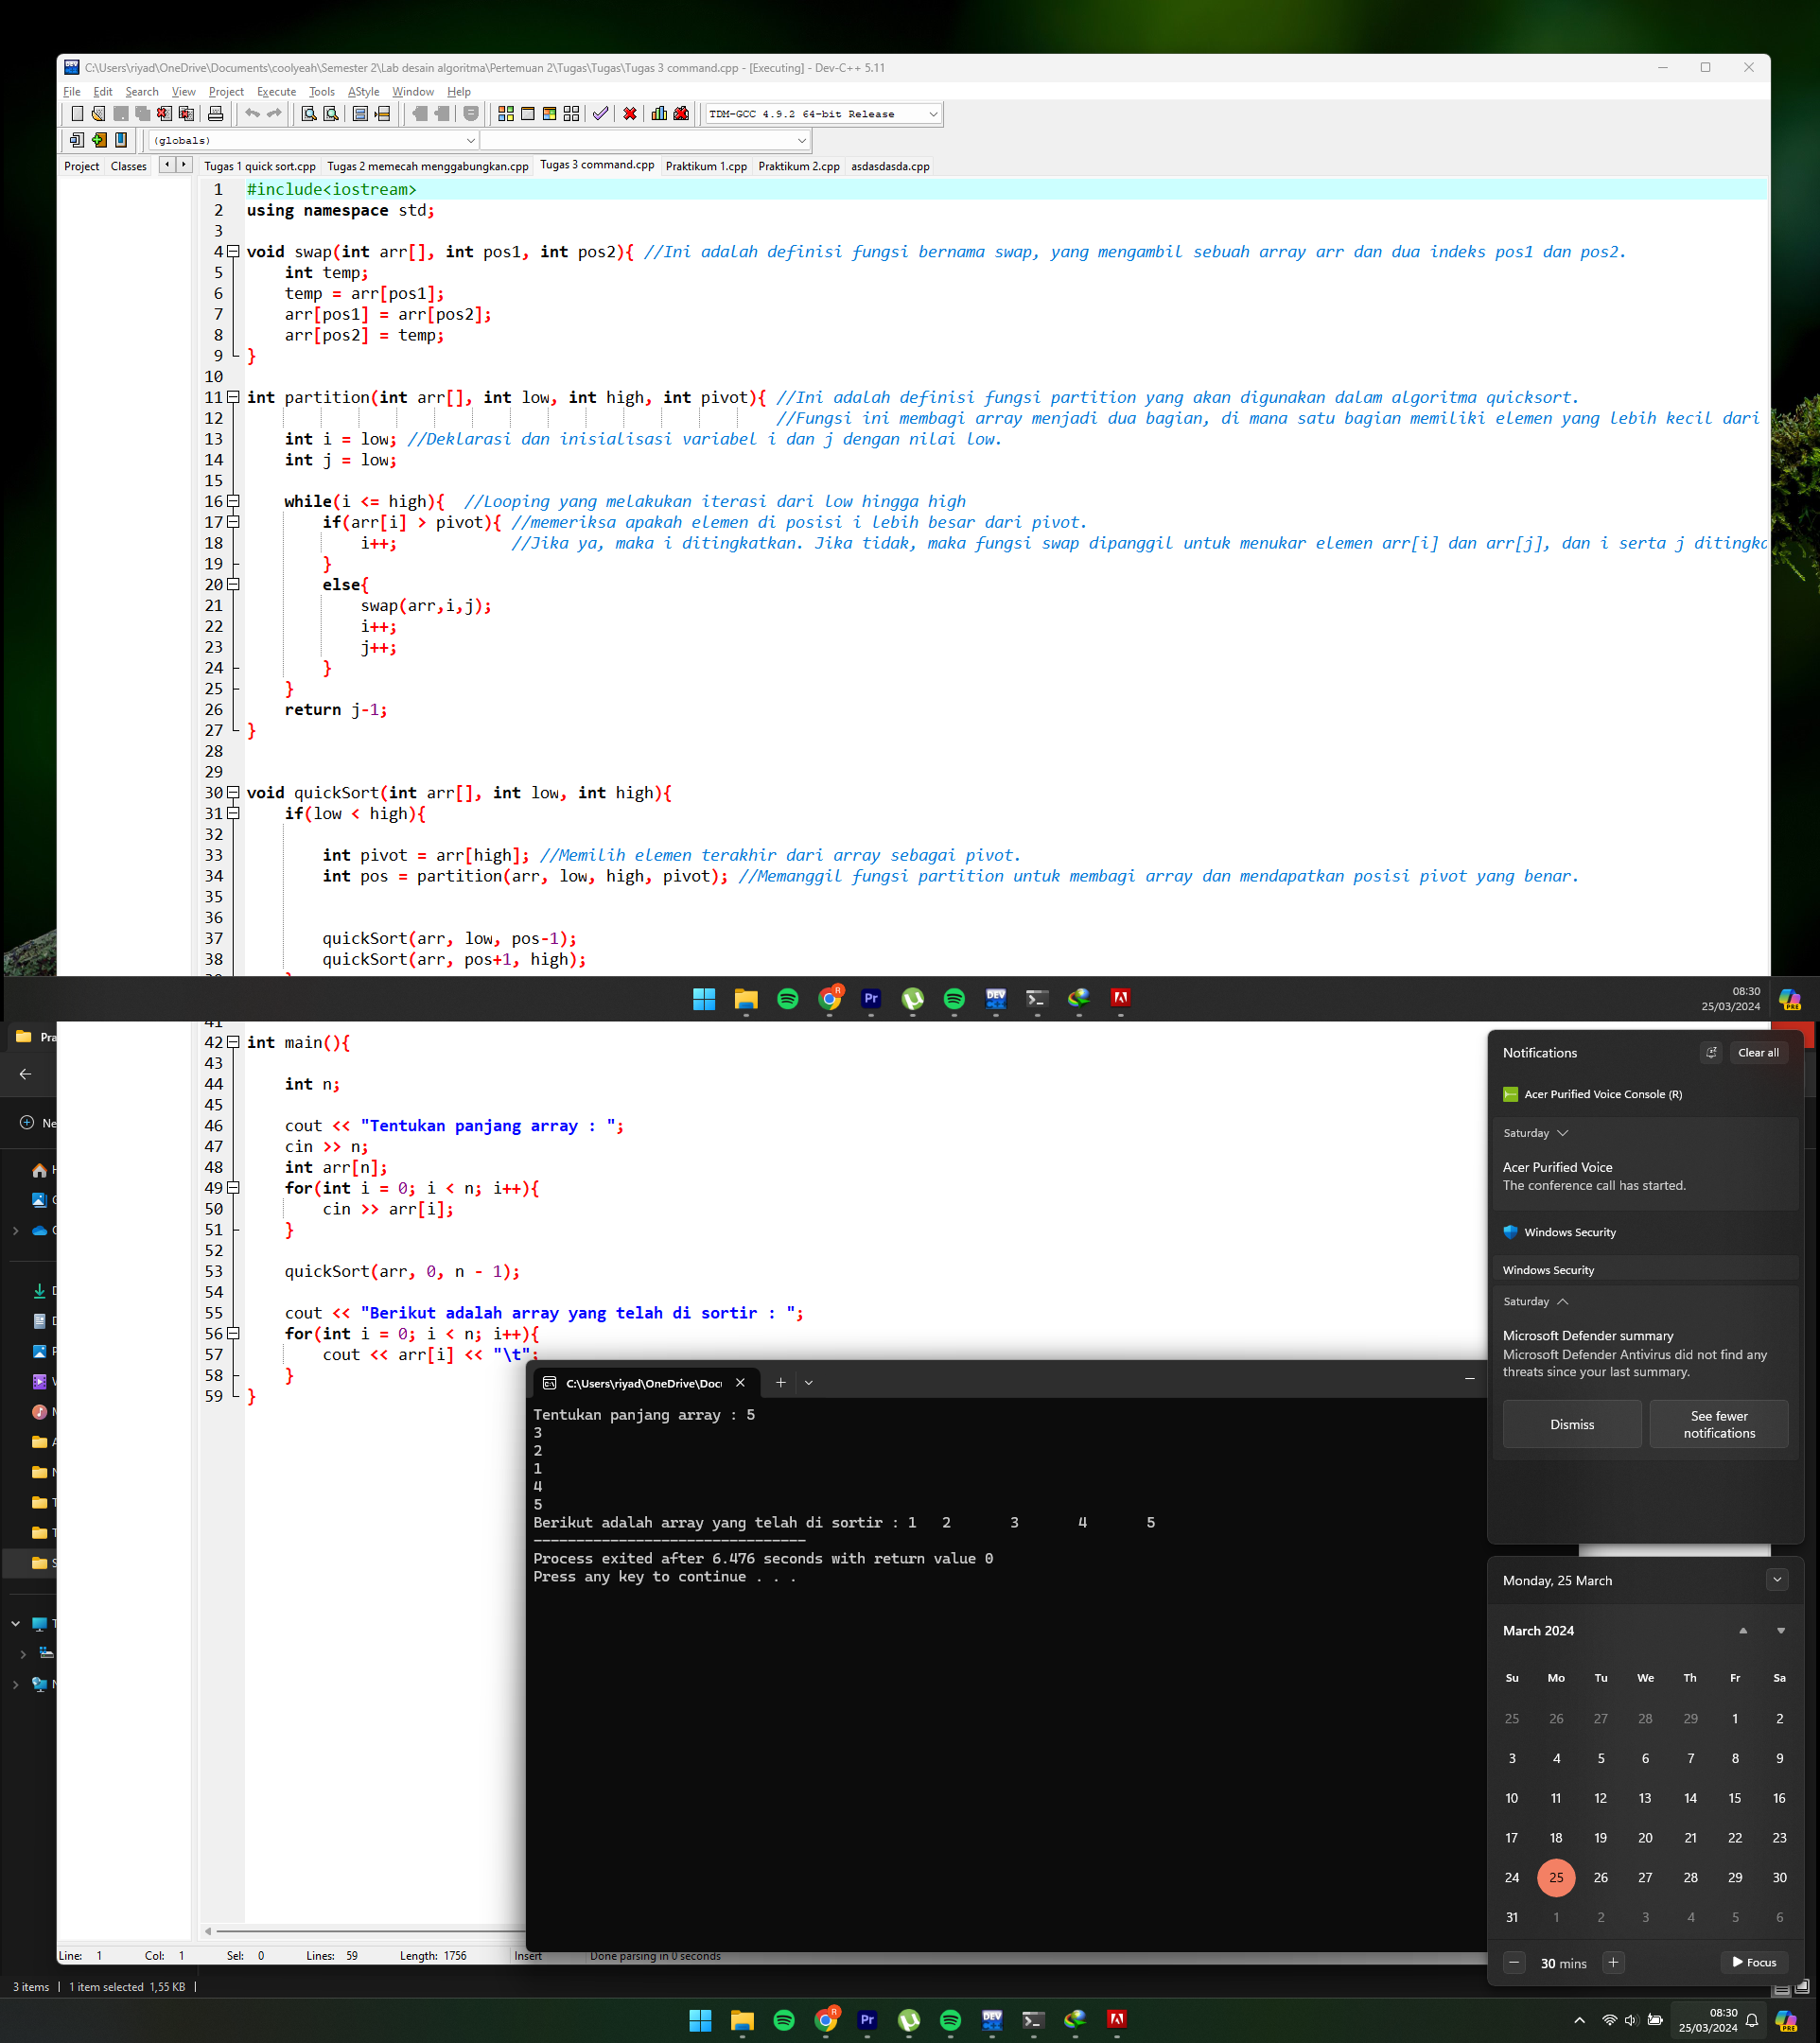 C:\Users\riyad\OneDrive\Documents\coolyeah\Semester 2\Lab desain algoritma\Pertemuan 2\Tugas\Tugas\Tugas 3 command.cpp - [Executing] - Dev-C++ 5.11
File Edit Search View Project Execute Tools AStyle Window Help
TDM-GCC 4.9.2 64-bit Release
(globals)
Project Classes Tugas 1 quick sort.cpp Tugas 2 memecah menggabungkan.cpp Tugas 3 command.cpp Praktikum 1.cpp Praktikum 2.cpp asdasdasda.cpp
1 #include<iostream>
2 using namespace std;
3
4 void swap(int arr[], int pos1, int pos2){ //Ini adalah definisi fungsi bernama swap, yang mengambil sebuah array arr dan dua indeks pos1 dan pos2.
5 int temp;
6 temp = arr[pos1];
7 arr[pos1] = arr[pos2];
8 arr[pos2] = temp;
9 }
10
11 int partition(int arr[], int low, int high, int pivot){ //Ini adalah definisi fungsi partition yang akan digunakan dalam algoritma quicksort.
12 //Fungsi ini membagi array menjadi dua bagian, di mana satu bagian memiliki elemen yang lebih kecil dari
13 int i = low; //Deklarasi dan inisialisasi variabel i dan j dengan nilai low.
14 int j = low;
15
16 while(i <= high){ //Looping yang melakukan iterasi dari low hingga high
17 if(arr[i] > pivot){ //memeriksa apakah elemen di posisi i lebih besar dari pivot.
18 i++; //Jika ya, maka i ditingkatkan. Jika tidak, maka fungsi swap dipanggil untuk menukar elemen arr[i] dan arr[j], dan i serta j
19 }
20 else{
21 swap(arr,i,j);
22 i++;
23 j++;
24 }
25 }
26 return j-1;
27 }
28
29
30 void quickSort(int arr[], int low, int high){
31 if(low < high){
32
33 int pivot = arr[high]; //Memilih elemen terakhir dari array sebagai pivot.
34 int pos = partition(arr, low, high, pivot); //Memanggil fungsi partition untuk membagi array dan mendapatkan posisi pivot yang benar.
35
36
37 quickSort(arr, low, pos-1);
38 quickSort(arr, pos+1, high);
R Pr DEV
08:30
25/03/2024
PRE
41
42 int main(){
43
44 int n;
45
46 cout << "Tentukan panjang array : ";
47 cin >> n;
48 int arr[n];
49 for(int i = 0; i < n; i++){
50 cin >> arr[i];
51 }
52
53 quickSort(arr, 0, n - 1);
54
55 cout << "Berikut adalah array yang telah di sortir : ";
56 for(int i = 0; i < n; i++){
57 cout << arr[i] << "\t";
58 }
59 }
Notifications Clear all
Acer Purified Voice Console (R)
Saturday
Acer Purified Voice
The conference call has started.
Windows Security
Windows Security
Saturday
Microsoft Defender summary
Microsoft Defender Antivirus did not find any
threats since your last summary.
Dismiss
See fewer
notifications
C:\Users\riyad\OneDrive\Doc
Tentukan panjang array : 5
3
2
1
4
5
Berikut adalah array yang telah di sortir : 1 2 3 4 5
--------------------------------
Process exited after 6.476 seconds with return value 0
Press any key to continue . . .
Monday, 25 March
March 2024
Su Mo Tu We Th Fr Sa
25 26 27 28 29 1 2
3 4 5 6 7 8 9
10 11 12 13 14 15 16
17 18 19 20 21 22 23
24 25 26 27 28 29 30
31 1 2 3 4 5 6
30 mins Focus
Line: 1 Col: 1 Sel: 0 Lines: 59 Length: 1756 Insert Done parsing in 0 seconds
3 items 1 item selected 1,55 KB
R Pr DEV
08:30
25/03/2024
PRE